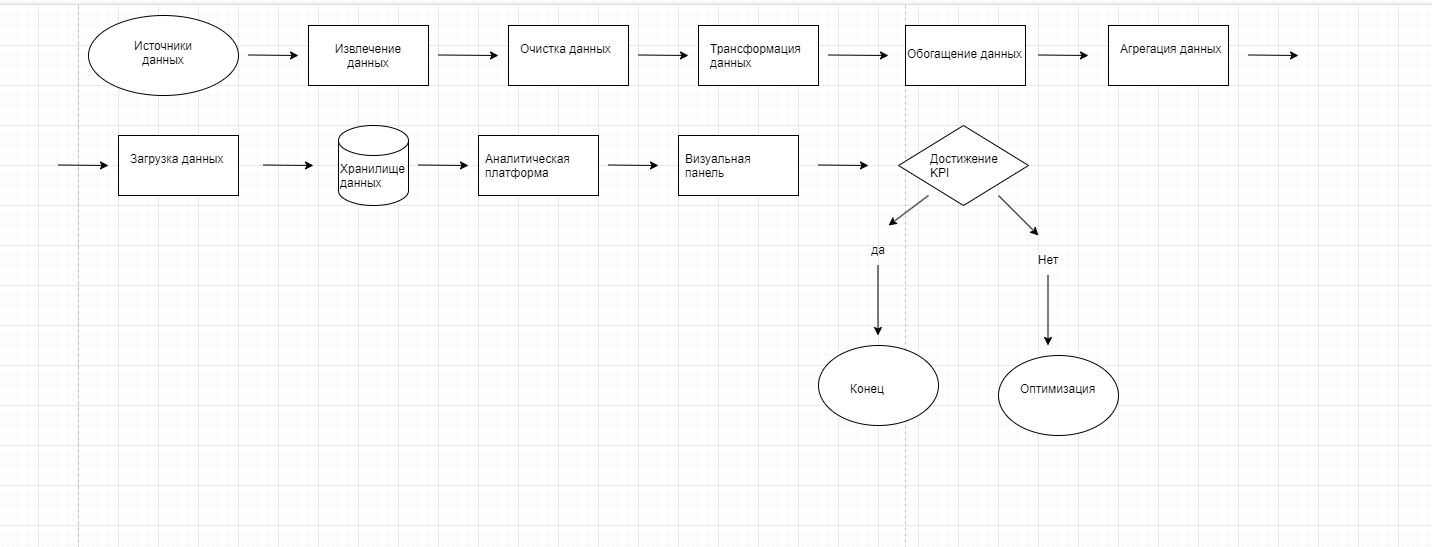 Источники
данных
Извлечение
данных
Очистка данных
Трансформация
данных
Обогащение данных
Агрегация данных
Загрузка данных
Хранилище
данных
Аналитическая
платформа
Визуальная
панель
Достижение
KPI
да
Нет
Конец
Оптимизация